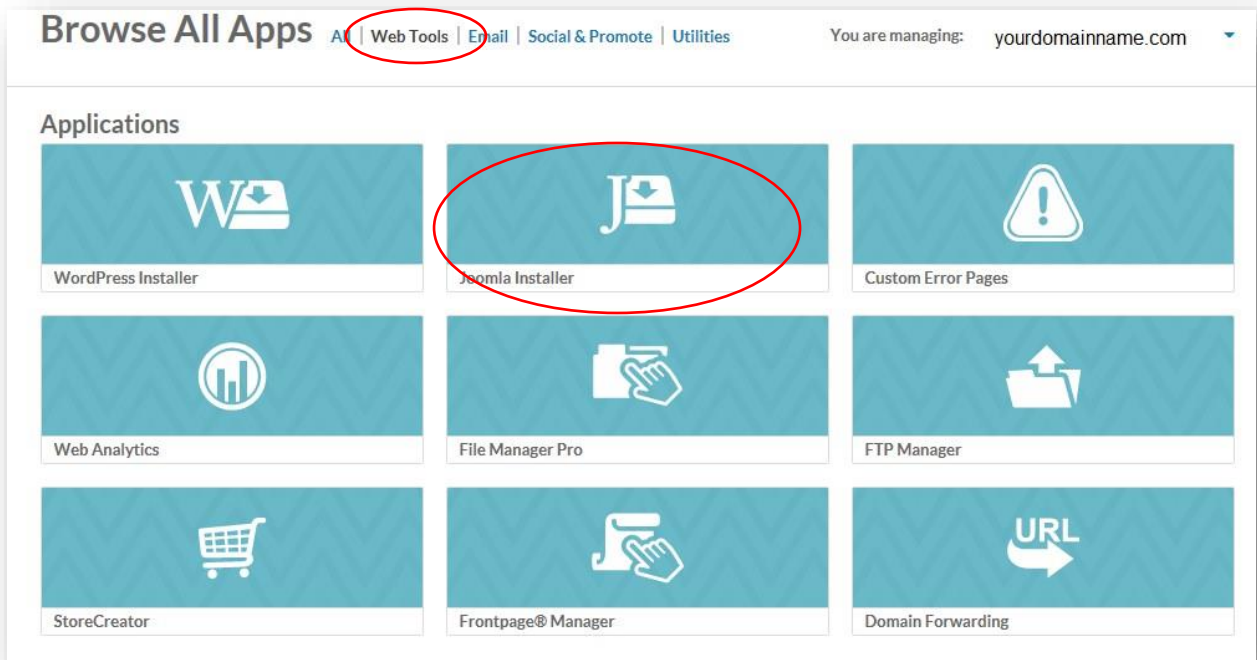 Browse All Apps All | Web Tools | Email | Social & Promote | Utilities You are managing: yourdomainname.com
Applications
W J !
WordPress Installer Joomla Installer Custom Error Pages
Web Analytics File Manager Pro FTP Manager
URL
StoreCreator Frontpage® Manager Domain Forwarding